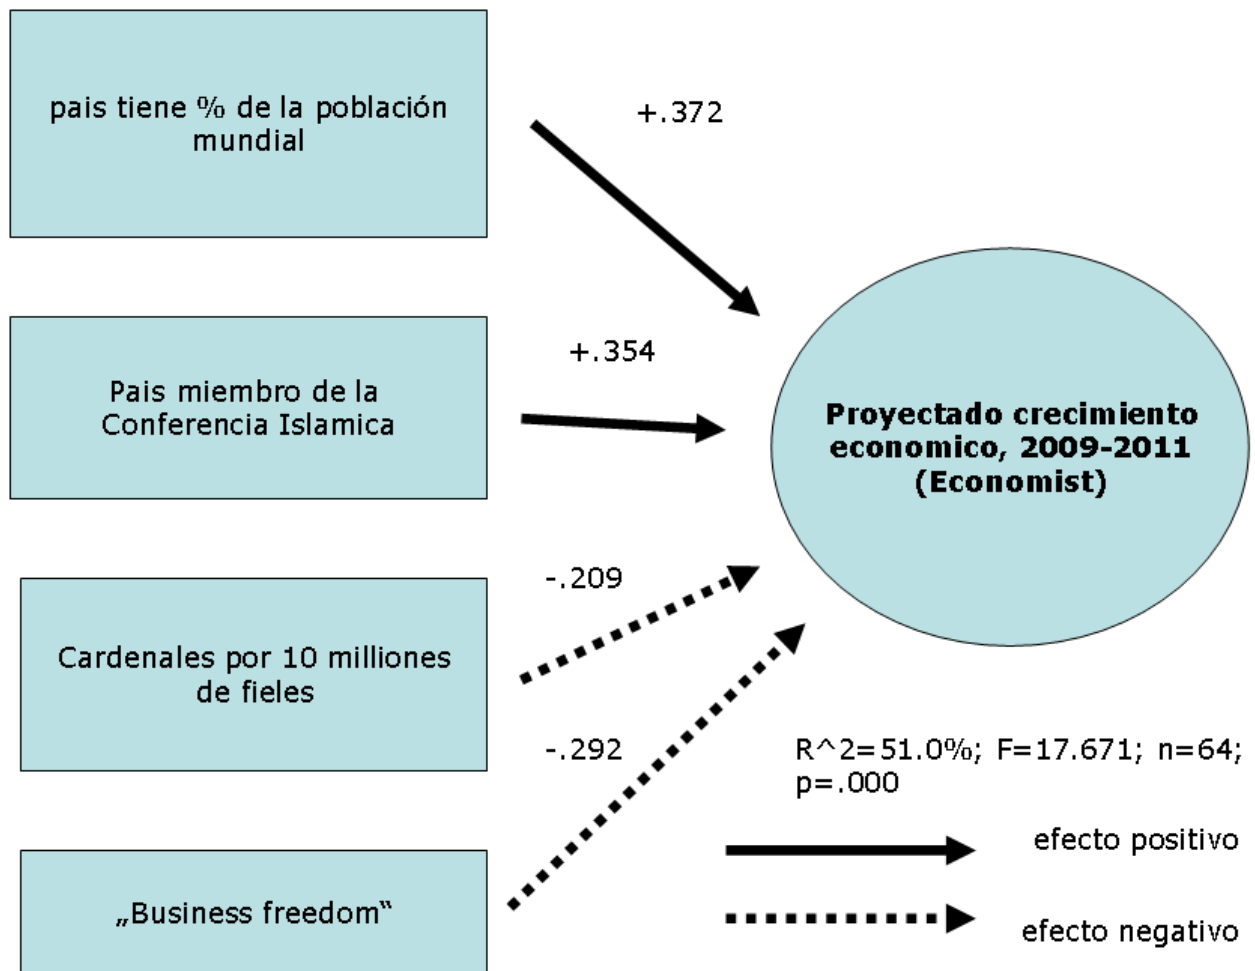 pais tiene % de la población
mundial
+.372
Pais miembro de la
Conferencia Islamica
+.354
Proyectado crecimiento
economico, 2009-2011
(Economist)
Cardenales por 10 milliones
de fieles
-.209
„Business freedom“
-.292
R^2=51.0%; F=17.671; n=64;
p=.000
efecto positivo
efecto negativo